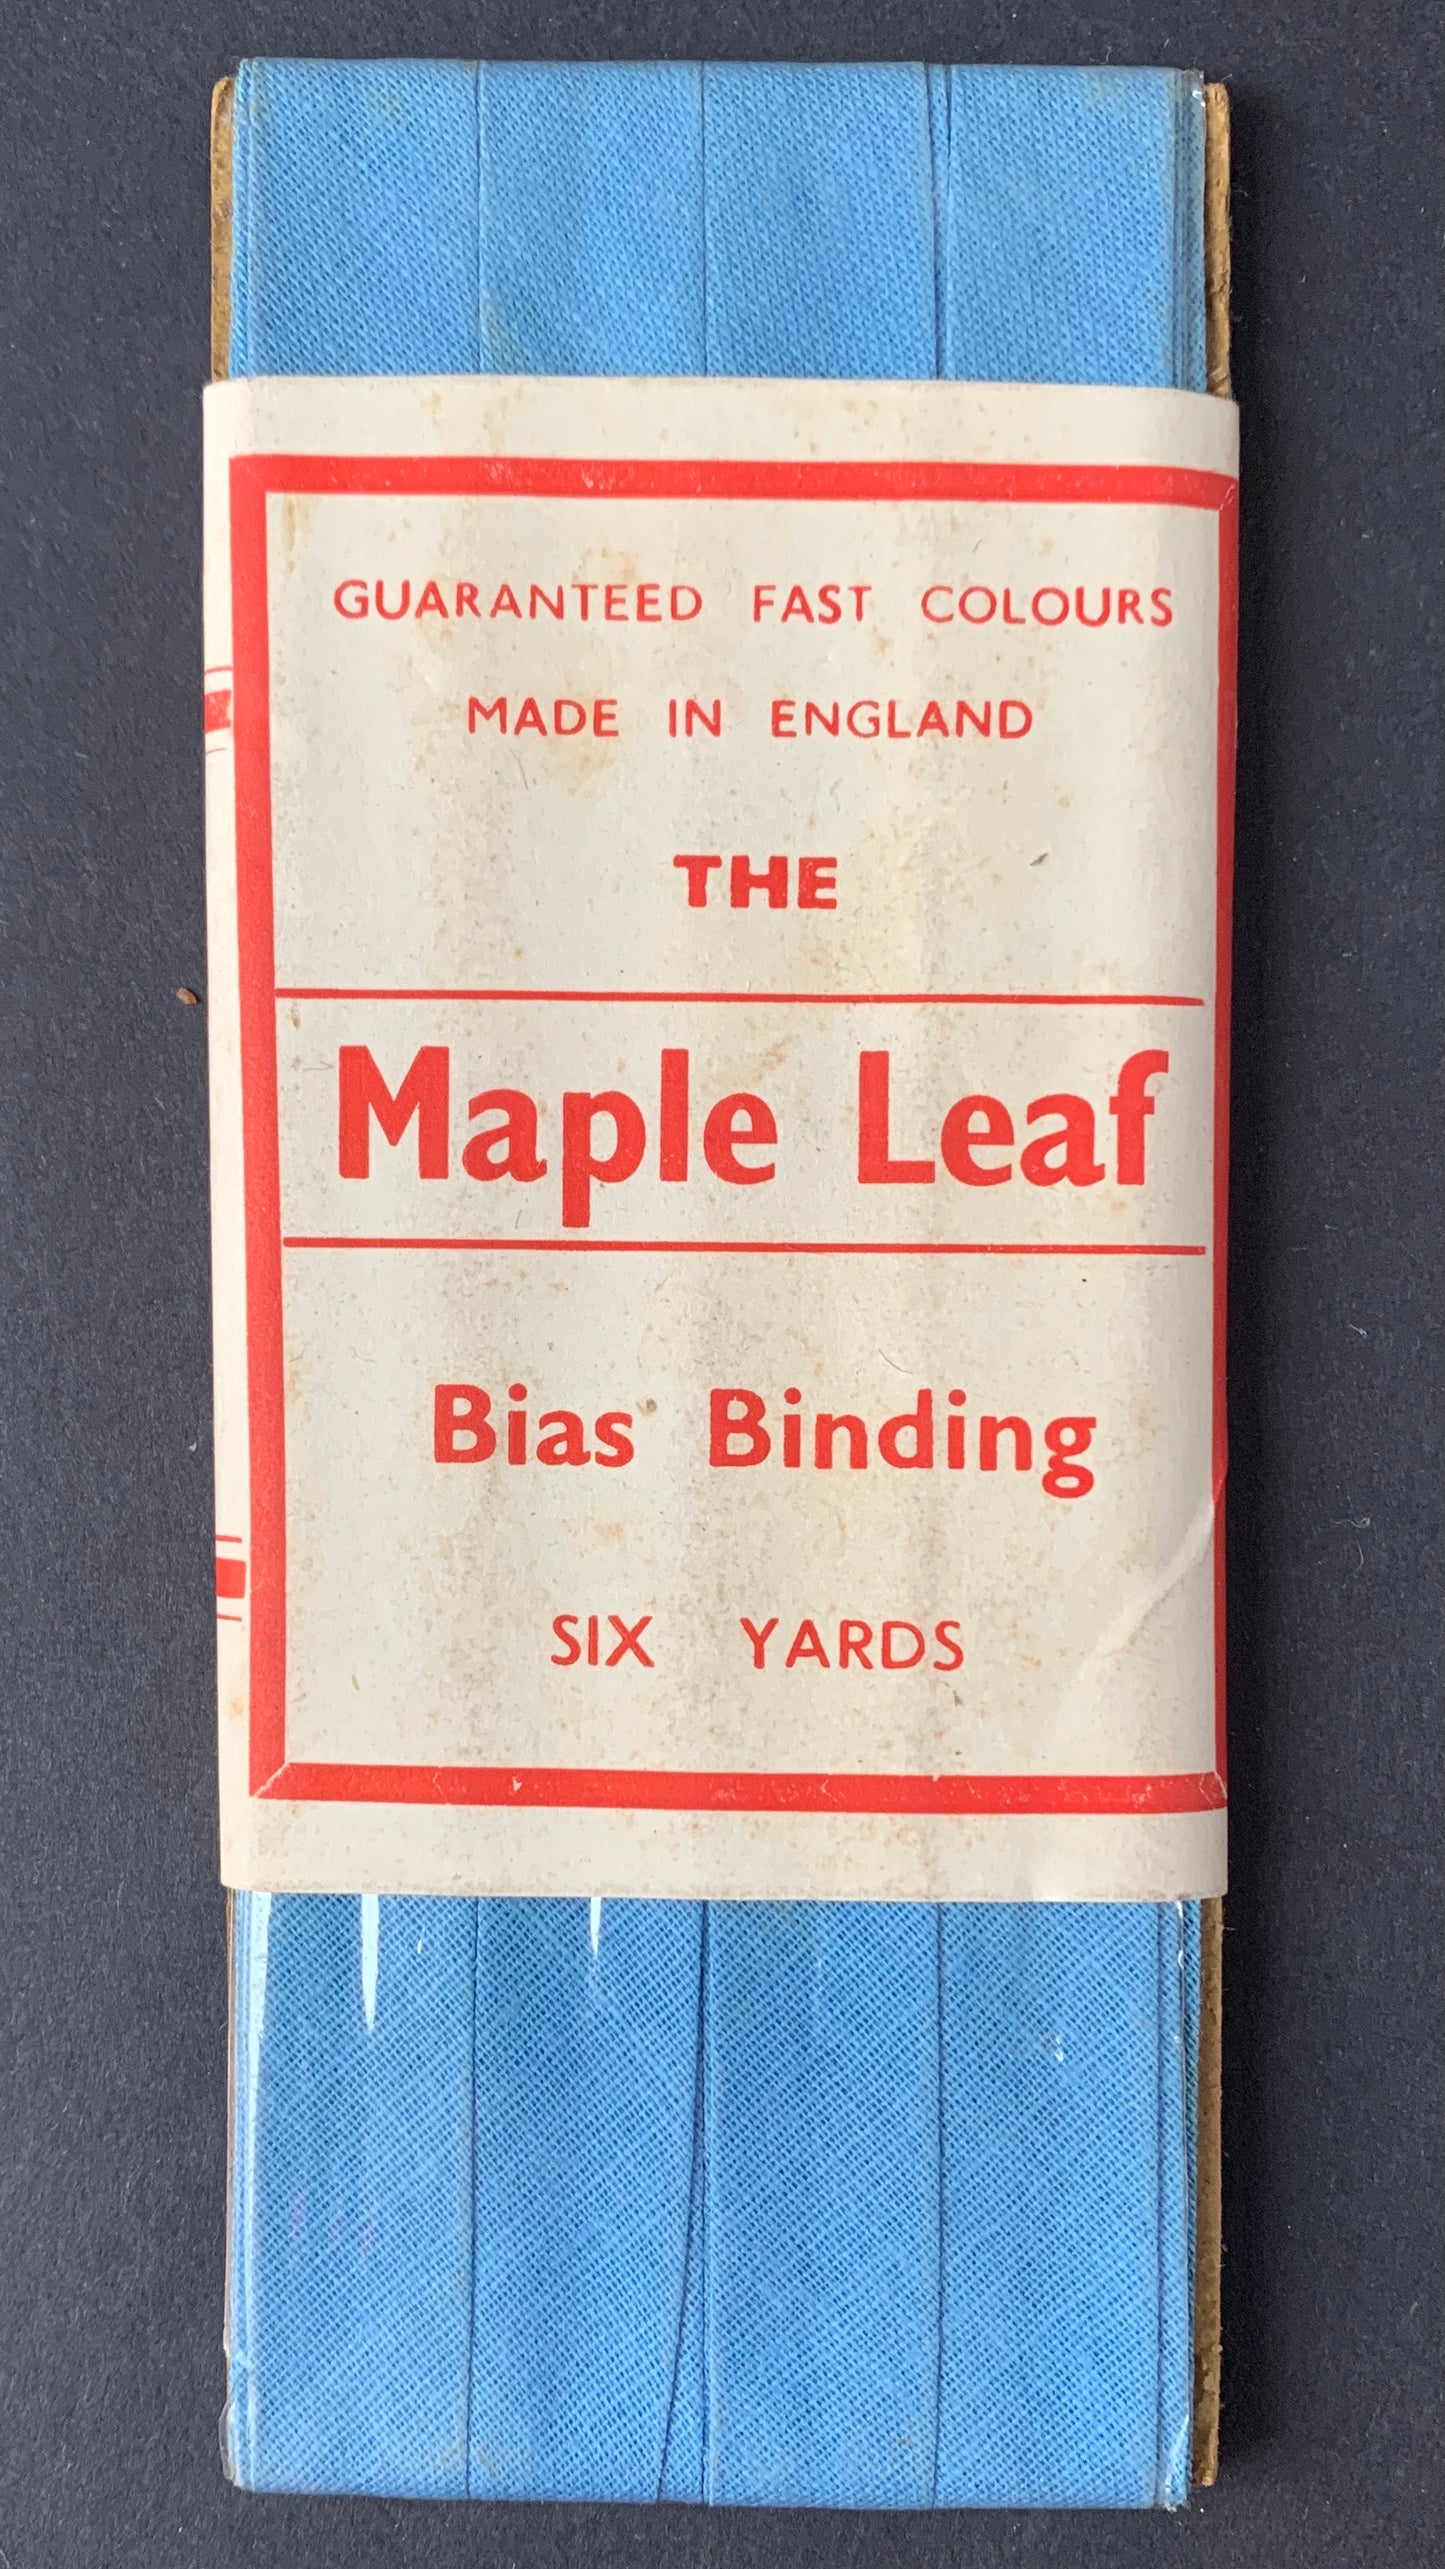 GUARANTEED FAST COLOURS
MADE IN ENGLAND
THE
Maple Leaf
Bias Binding
SIX YARDS